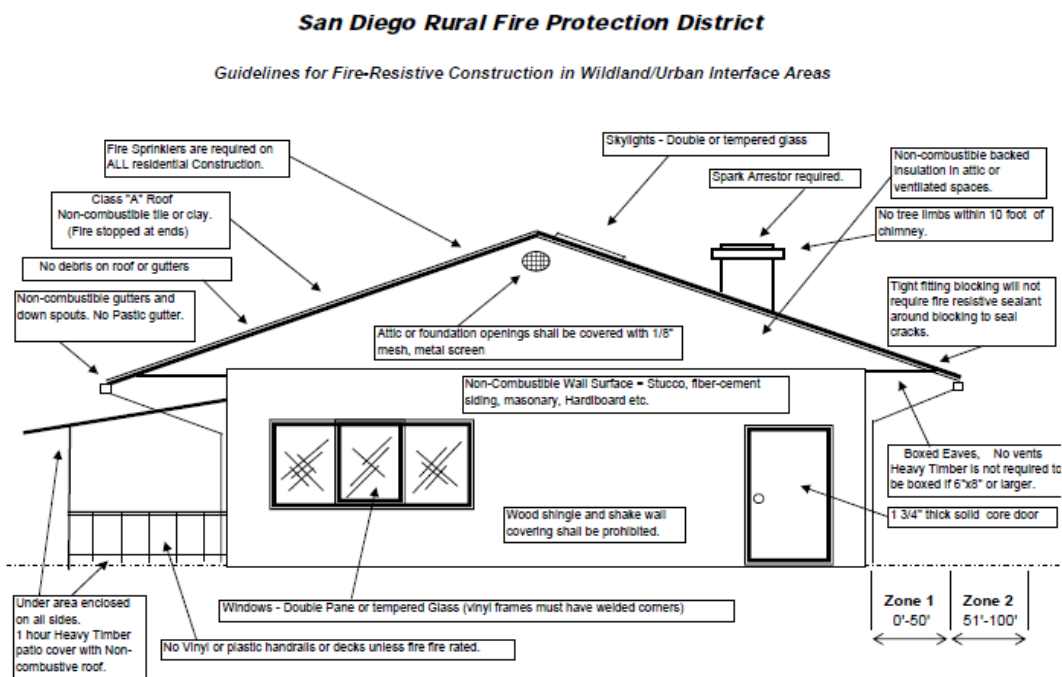 San Diego Rural Fire Protection District
Guidelines for Fire-Resistive Construction in Wildland/Urban Interface Areas
Fire Sprinklers are required on
ALL residential Construction.
Skylights - Double or tempered glass
Non-combustible backed
insulation in attic or
ventilated spaces.
Spark Arrestor required.
Class "A" Roof
Non-combustible tile or clay.
(Fire stopped at ends)
No tree limbs within 10 foot of
chimney.
No debris on roof or gutters
Non-combustible gutters and
down spouts. No Pastic gutter.
Tight fitting blocking will not
require fire resistive sealant
around blocking to seal
cracks.
Attic or foundation openings shall be covered with 1/8"
mesh, metal screen
Non-Combustible Wall Surface = Stucco, fiber-cement
siding, masonary, Hardiboard etc.
Boxed Eaves, No vents
Heavy Timber is not required to
be boxed if 6"x8" or larger.
Wood shingle and shake wall
covering shall be prohibited.
1 3/4" thick solid core door
Under area enclosed
on all sides.
1 hour Heavy Timber
patio cover with Non-
combustive roof.
Windows - Double Pane or tempered Glass (vinyl frames must have welded corners)
No Vinyl or plastic handrails or decks unless fire fire rated.
Zone 1
0'-50'
Zone 2
51'-100'